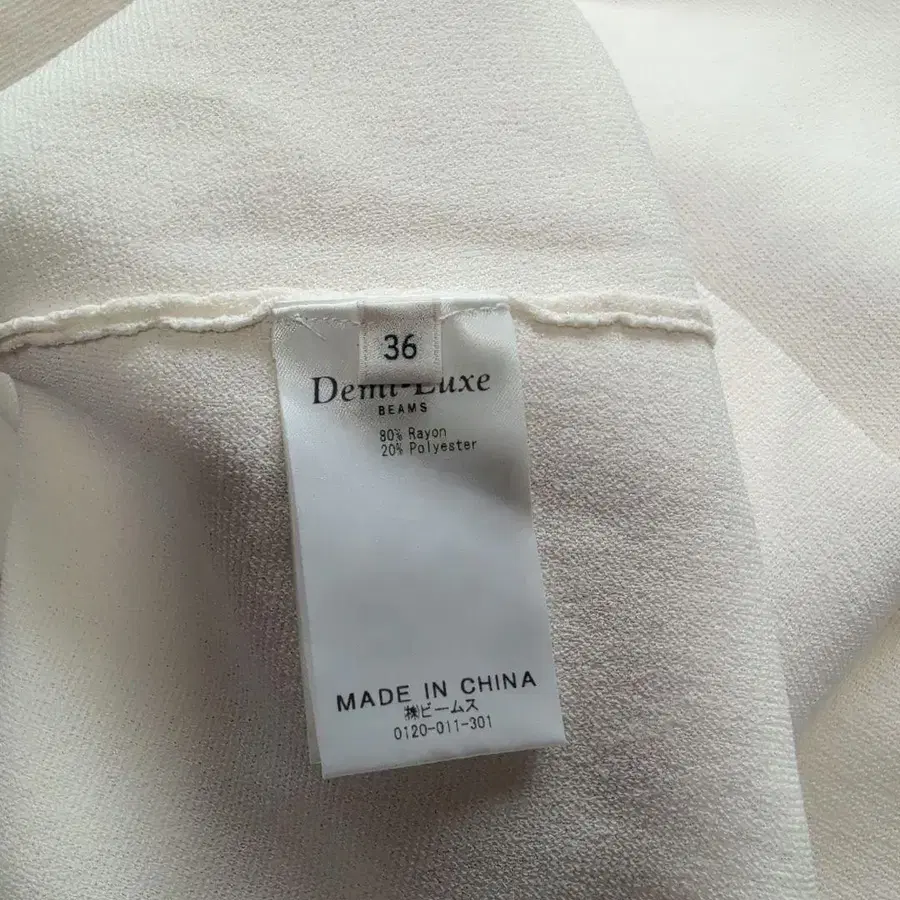 36
Demi-Luxe
BEAMS
80% Rayon
20% Polyester
MADE IN CHINA
㈱ビームス
0120-011-301